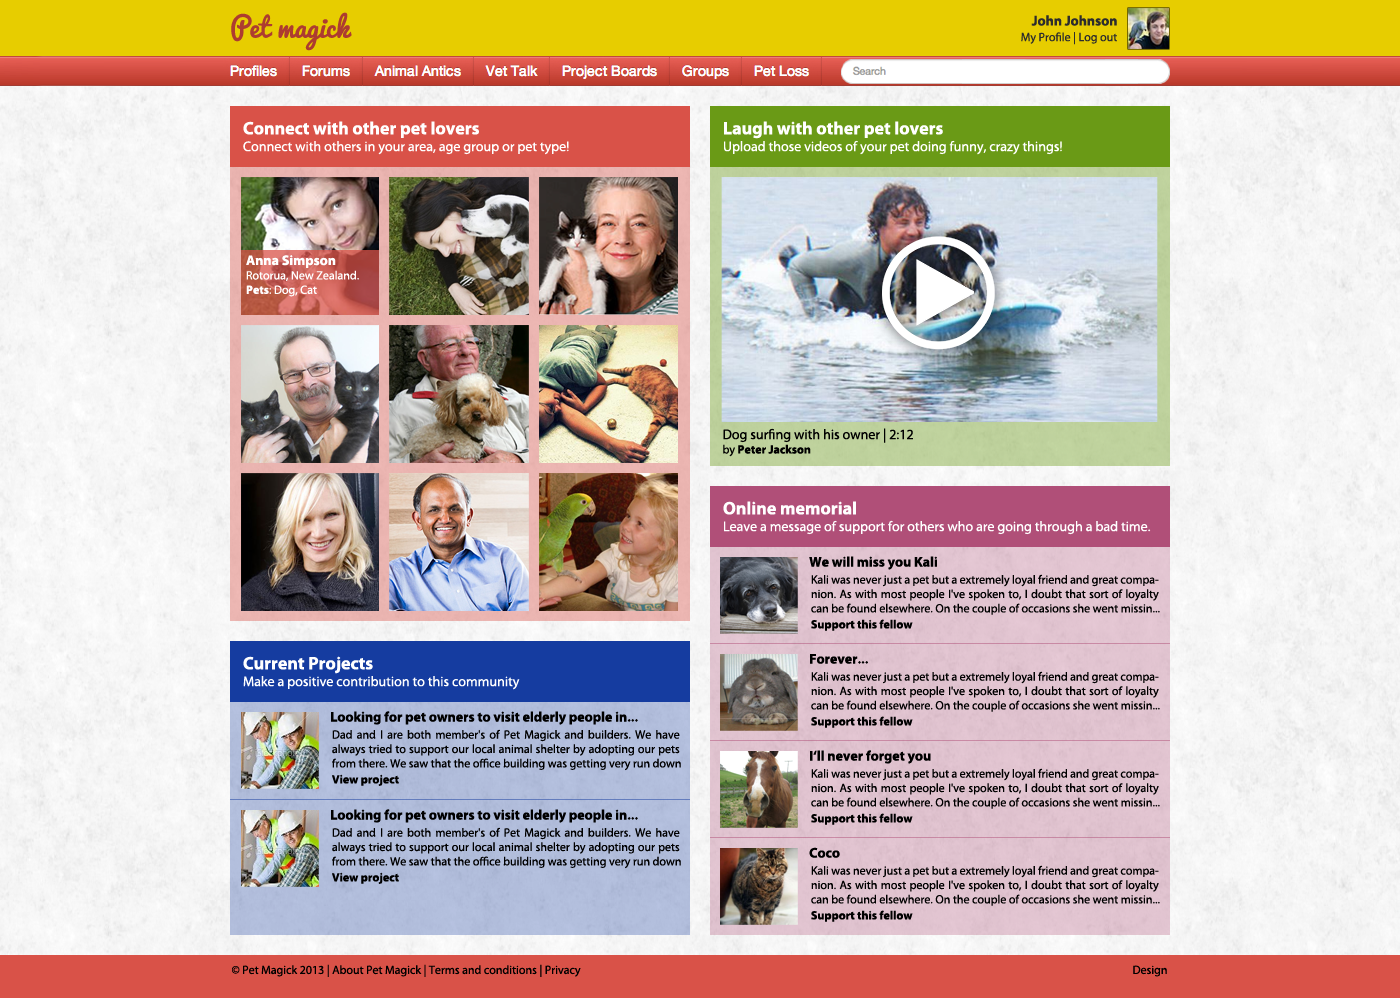 Pet magick
John Johnson
My Profile | Log out
Profiles
Forums
Animal Antics
Vet Talk
Project Boards
Groups
Pet Loss
Search
Connect with other pet lovers
Connect with others in your area, age group or pet type!
Anna Simpson
Rotorua, New Zealand.
Pets: Dog, Cat
Current Projects
Make a positive contribution to this community
Looking for pet owners to visit elderly people in...
Dad and I are both member's of Pet Magick and builders. We have
always tried to support our local animal shelter by adopting our pets
from there. We saw that the office building was getting very run down
View project
Looking for pet owners to visit elderly people in...
Dad and I are both member's of Pet Magick and builders. We have
always tried to support our local animal shelter by adopting our pets
from there. We saw that the office building was getting very run down
View project
Laugh with other pet lovers
Upload those videos of your pet doing funny, crazy things!
Dog surfing with his owner | 2:12
by Peter Jackson
Online memorial
Leave a message of support for others who are going through a bad time.
We will miss you Kali
Kali was never just a pet but a extremely loyal friend and great compa-
nion. As with most people I've spoken to, I doubt that sort of loyalty
can be found elsewhere. On the couple of occasions she went missin...
Support this fellow
Forever...
Kali was never just a pet but a extremely loyal friend and great compa-
nion. As with most people I've spoken to, I doubt that sort of loyalty
can be found elsewhere. On the couple of occasions she went missin...
Support this fellow
I'll never forget you
Kali was never just a pet but a extremely loyal friend and great compa-
nion. As with most people I've spoken to, I doubt that sort of loyalty
can be found elsewhere. On the couple of occasions she went missin...
Support this fellow
Coco
Kali was never just a pet but a extremely loyal friend and great compa-
nion. As with most people I've spoken to, I doubt that sort of loyalty
can be found elsewhere. On the couple of occasions she went missin...
Support this fellow
© Pet Magick 2013 | About Pet Magick | Terms and conditions | Privacy
Design